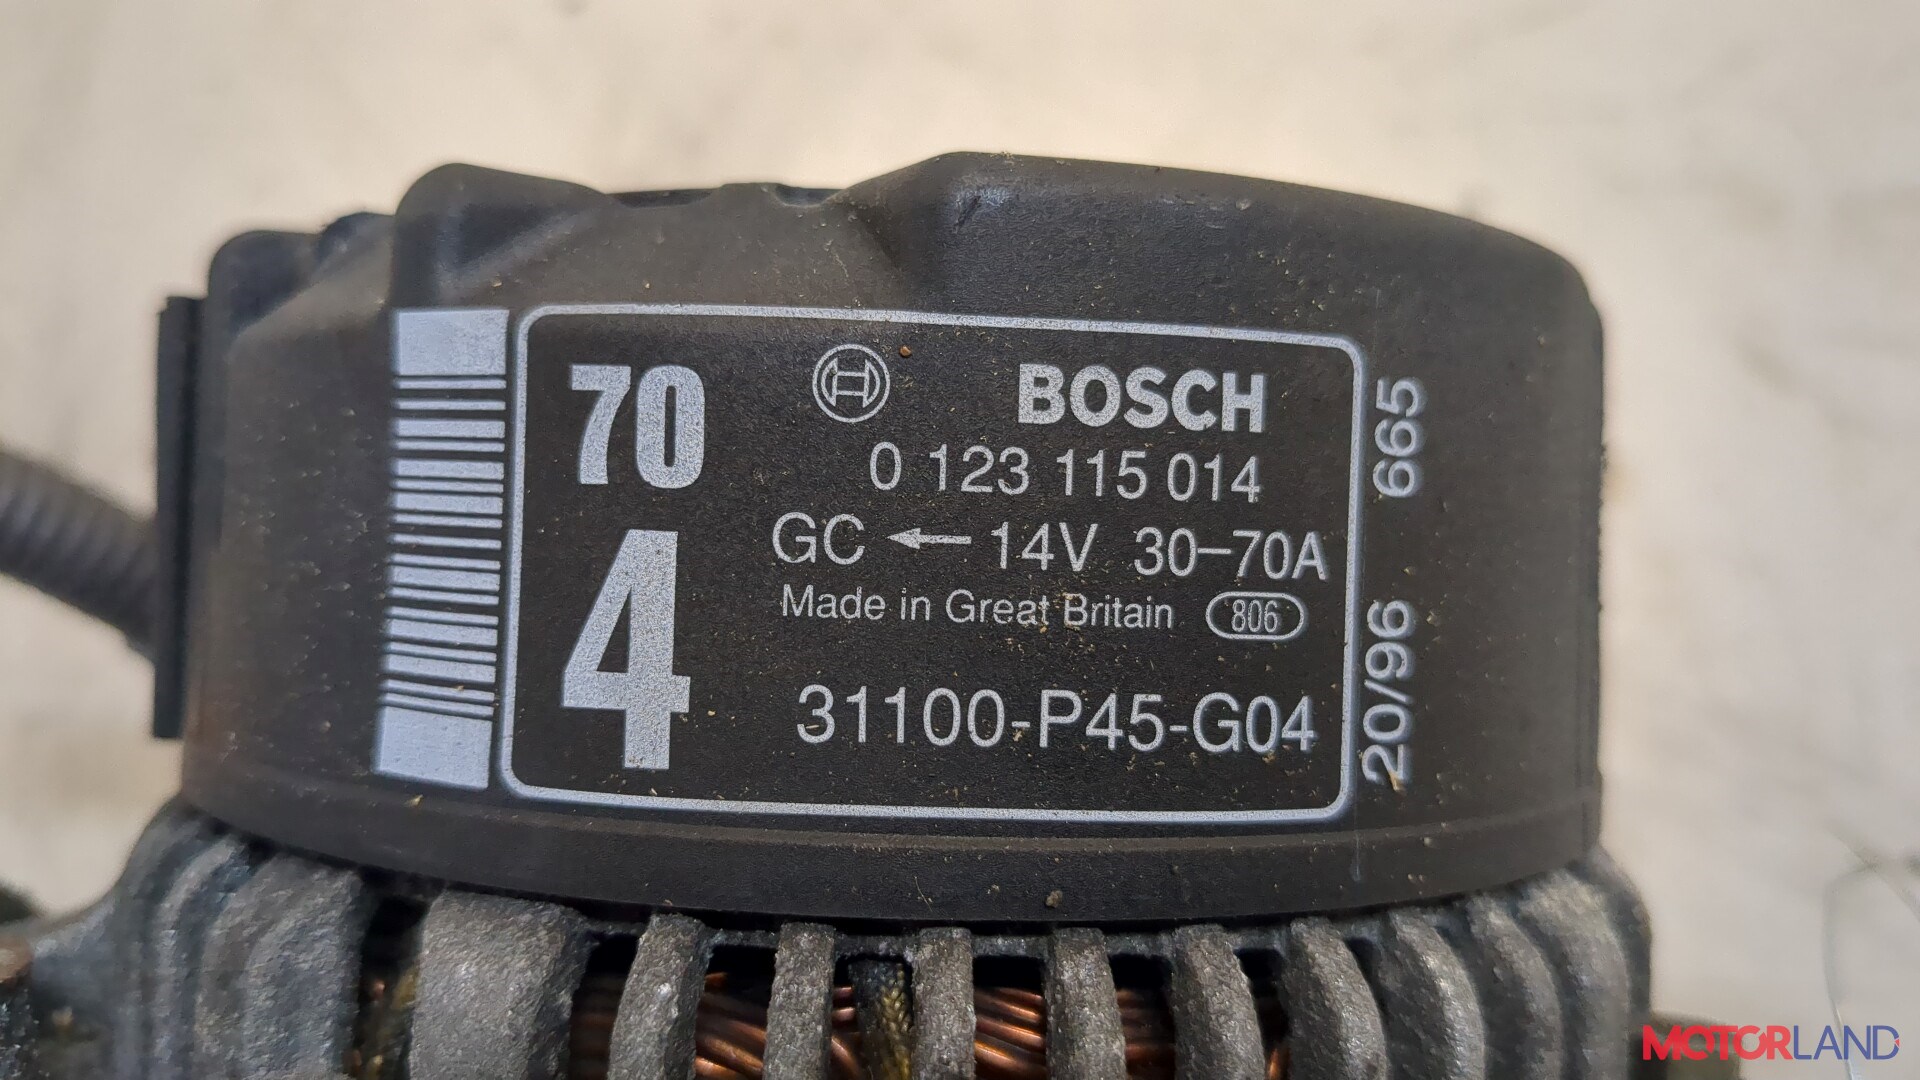 70
4
BOSCH
0 123 115 014
GC ← 14V 30-70A
Made in Great Britain 806
31100-P45-G04
20/96 665
MOTORLAND